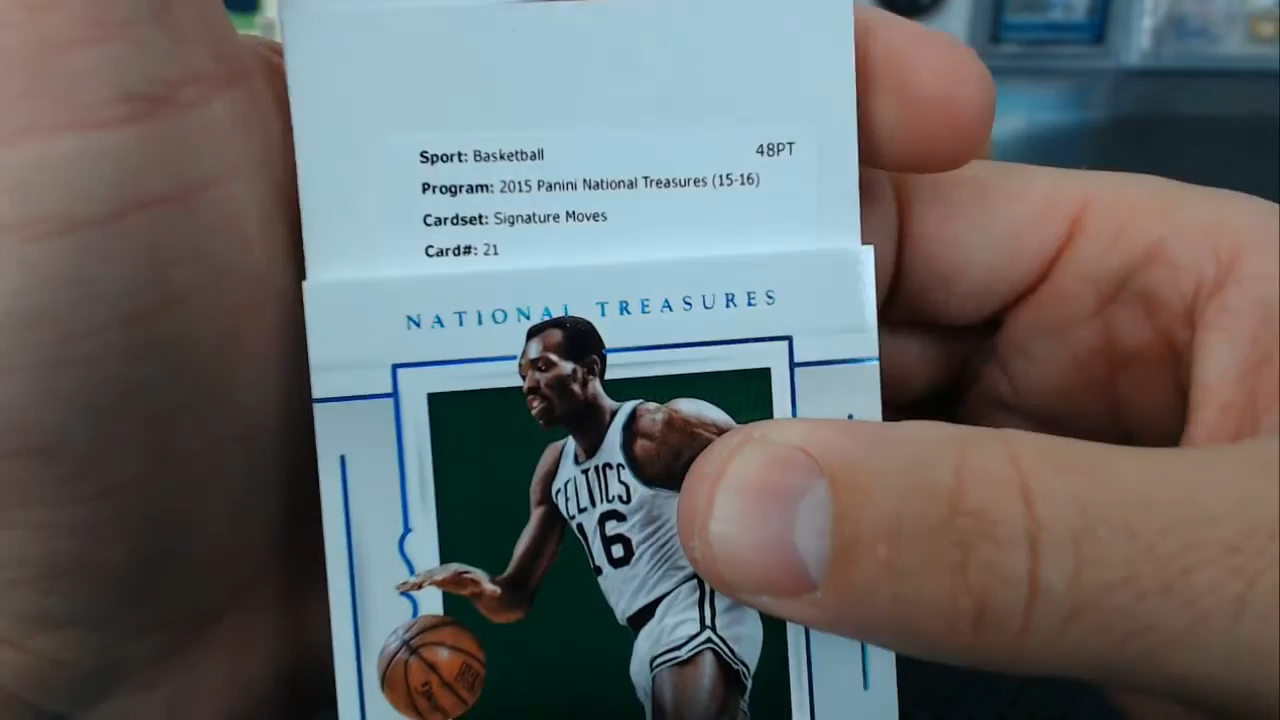 Sport: Basketball 48PT
Program: 2015 Panini National Treasures (15-16)
Cardset: Signature Moves
Card#: 21
NATIONAL TREASURES
CELTICS
16